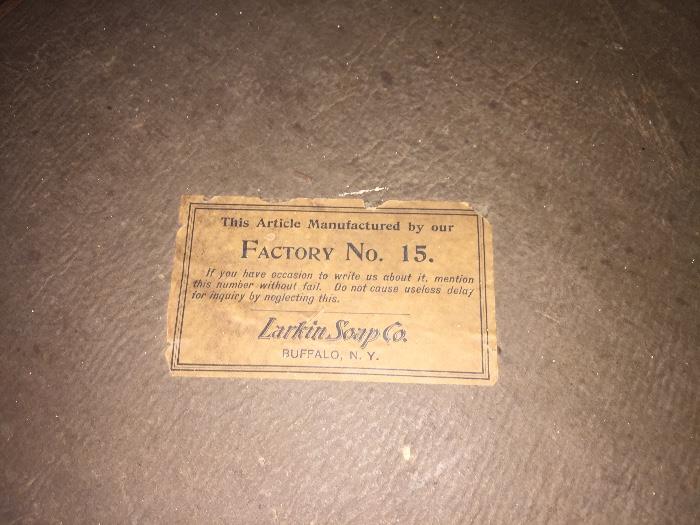 This Article Manufactured by our
FACTORY No. 15.
If you have occasion to write us about it, mention
this number without fail. Do not cause useless delay
for inquiry by neglecting this.
Larkin Soap Co.
BUFFALO, N. Y.